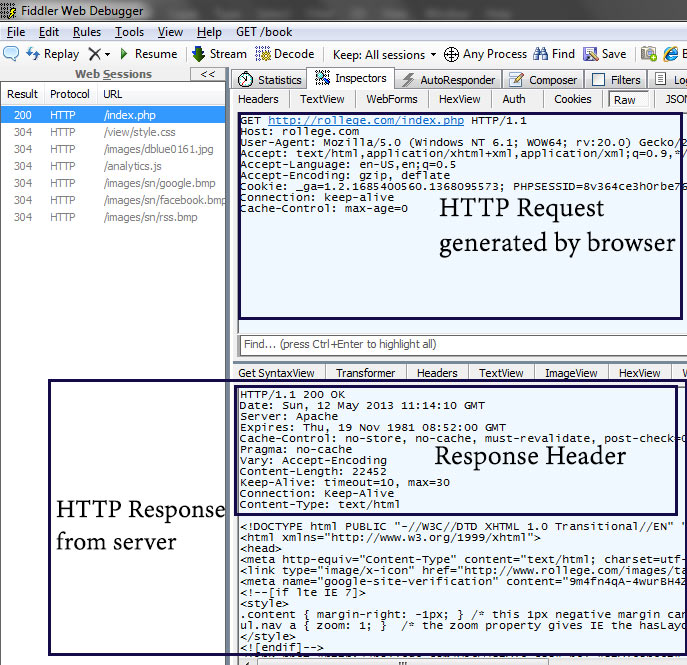 Fiddler Web Debugger
File Edit Rules Tools View Help GET /book
Replay Resume Stream Decode Keep: All sessions Any Process Find Save B
Web Sessions <<
Statistics Inspectors AutoResponder Composer Filters Lo
Headers TextView WebForms HexView Auth Cookies Raw JSON
Result Protocol URL
200 HTTP /index.php
304 HTTP /view/style.css
304 HTTP /images/dblue0161.jpg
304 HTTP /analytics.js
304 HTTP /images/sn/google.bmp
304 HTTP /images/sn/facebook.bmp
304 HTTP /images/sn/rss.bmp
GET http://rollege.com/index.php HTTP/1.1
Host: rollege.com
User-Agent: Mozilla/5.0 (Windows NT 6.1; WOW64; rv:20.0) Gecko/2
Accept: text/html,application/xhtml+xml,application/xml;q=0.9,*/
Accept-Language: en-US,en;q=0.5
Accept-Encoding: gzip, deflate
Cookie: _ga=1.2.1685400560.1368095573; PHPSESSID=8v364ce3h0rbe76
Connection: keep-alive
Cache-Control: max-age=0
HTTP Request
generated by browser
Find... (press Ctrl+Enter to highlight all)
Get SyntaxView Transformer Headers TextView ImageView HexView W
HTTP/1.1 200 OK
Date: Sun, 12 May 2013 11:14:10 GMT
Server: Apache
Expires: Thu, 19 Nov 1981 08:52:00 GMT
Cache-Control: no-store, no-cache, must-revalidate, post-check=0
Pragma: no-cache
Vary: Accept-Encoding
Content-Length: 22452
Keep-Alive: timeout=10, max=30
Connection: Keep-Alive
Content-Type: text/html
Response Header
HTTP Response
from server
<!DOCTYPE html PUBLIC "-//W3C//DTD XHTML 1.0 Transitional//EN" "
<html xmlns="http://www.w3.org/1999/xhtml">
<head>
<meta http-equiv="Content-Type" content="text/html; charset=utf-
<link type="image/x-icon" href="http://www.rollege.com/images/ta
<meta name="google-site-verification" content="9m4fn4qA-4wurBH4Z
<!--[if lte IE 7]>
<style>
.content { margin-right: -1px; } /* this 1px negative margin can
ul.nav a { zoom: 1; } /* the zoom property gives IE the hasLayo
</style>
<![endif]-->